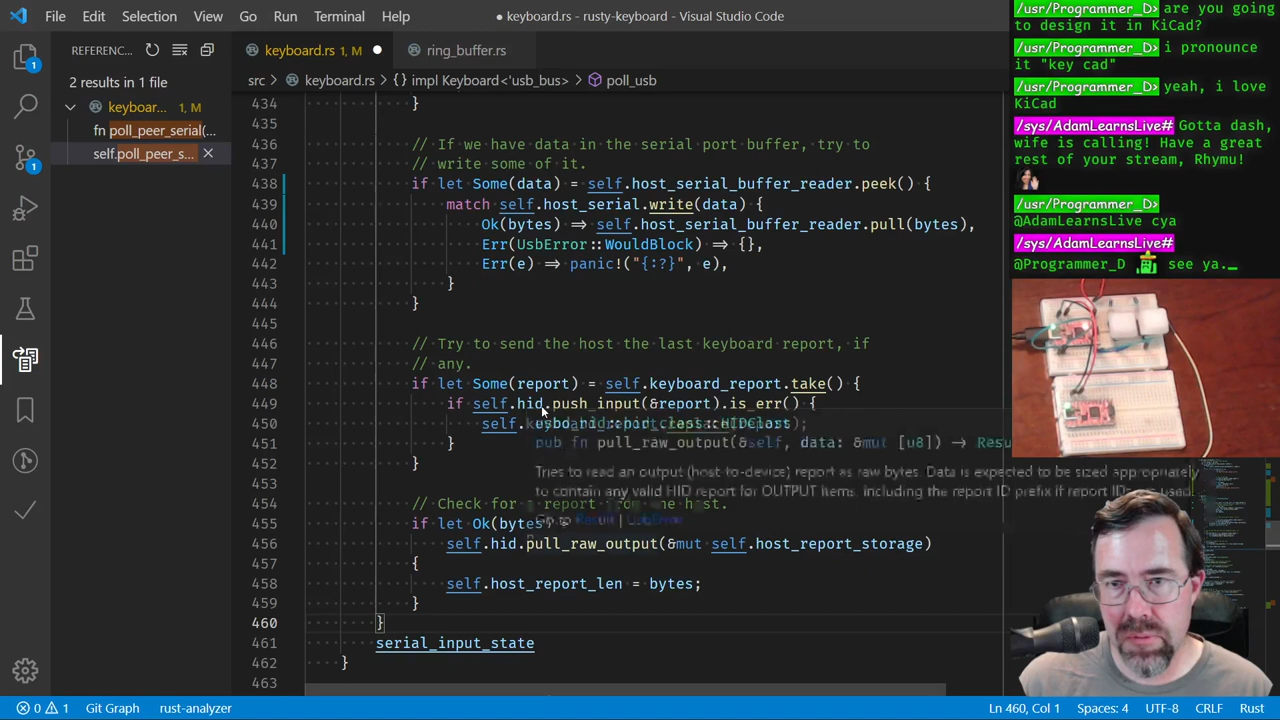 File Edit Selection View Go Run Terminal Help
● keyboard.rs - rusty-keyboard - Visual Studio Code
REFERENC...
2 results in 1 file
keyboar... 1, M
fn poll_peer_serial(...
self.poll_peer_s...
keyboard.rs 1, M
ring_buffer.rs
src > keyboard.rs > {} impl Keyboard<'usb_bus> > poll_usb
434 }
435
436 // If we have data in the serial port buffer, try to
437 // write some of it.
438 if let Some(data) = self.host_serial_buffer_reader.peek() {
439 match self.host_serial.write(data) {
440 Ok(bytes) => self.host_serial_buffer_reader.pull(bytes),
441 Err(UsbError::WouldBlock) => {},
442 Err(e) => panic!("{:?}", e),
443 }
444 }
445
446 // Try to send the host the last keyboard report, if
447 // any.
448 if let Some(report) = self.keyboard_report.take() {
449 if self.hid.push_input(&report).is_err() {
450 self.
451 }
452 }
453
454 // Check for a report from the host.
455 if let Ok(bytes
456 self.hid.pull_raw_output(&mut self.host_report_storage)
457 {
458 self.host_report_len = bytes;
459 }
460 }
461 serial_input_state
462 }
463
pub fn pull_raw_output(&self, data: &mut [u8]) → Resu
Tries to read an output (host-to-device) report as raw bytes. Data is expected to be sized appropriately
to contain any valid HID report for OUTPUT items, including the report ID prefix if report IDs are used.
Go to Result | UsbError
/usr/Programmer_D> are you going
to design it in KiCad?
/usr/Programmer_D> i pronounce
it "key cad"
/usr/Programmer_D> yeah, i love
KiCad
/sys/AdamLearnsLive# Gotta dash,
wife is calling! Have a great
rest of your stream, Rhymu!
/usr/Programmer_D>
@AdamLearnsLive cya
/sys/AdamLearnsLive#
@Programmer_D see ya._
0 1 Git Graph rust-analyzer
Ln 460, Col 1 Spaces: 4 UTF-8 CRLF Rust